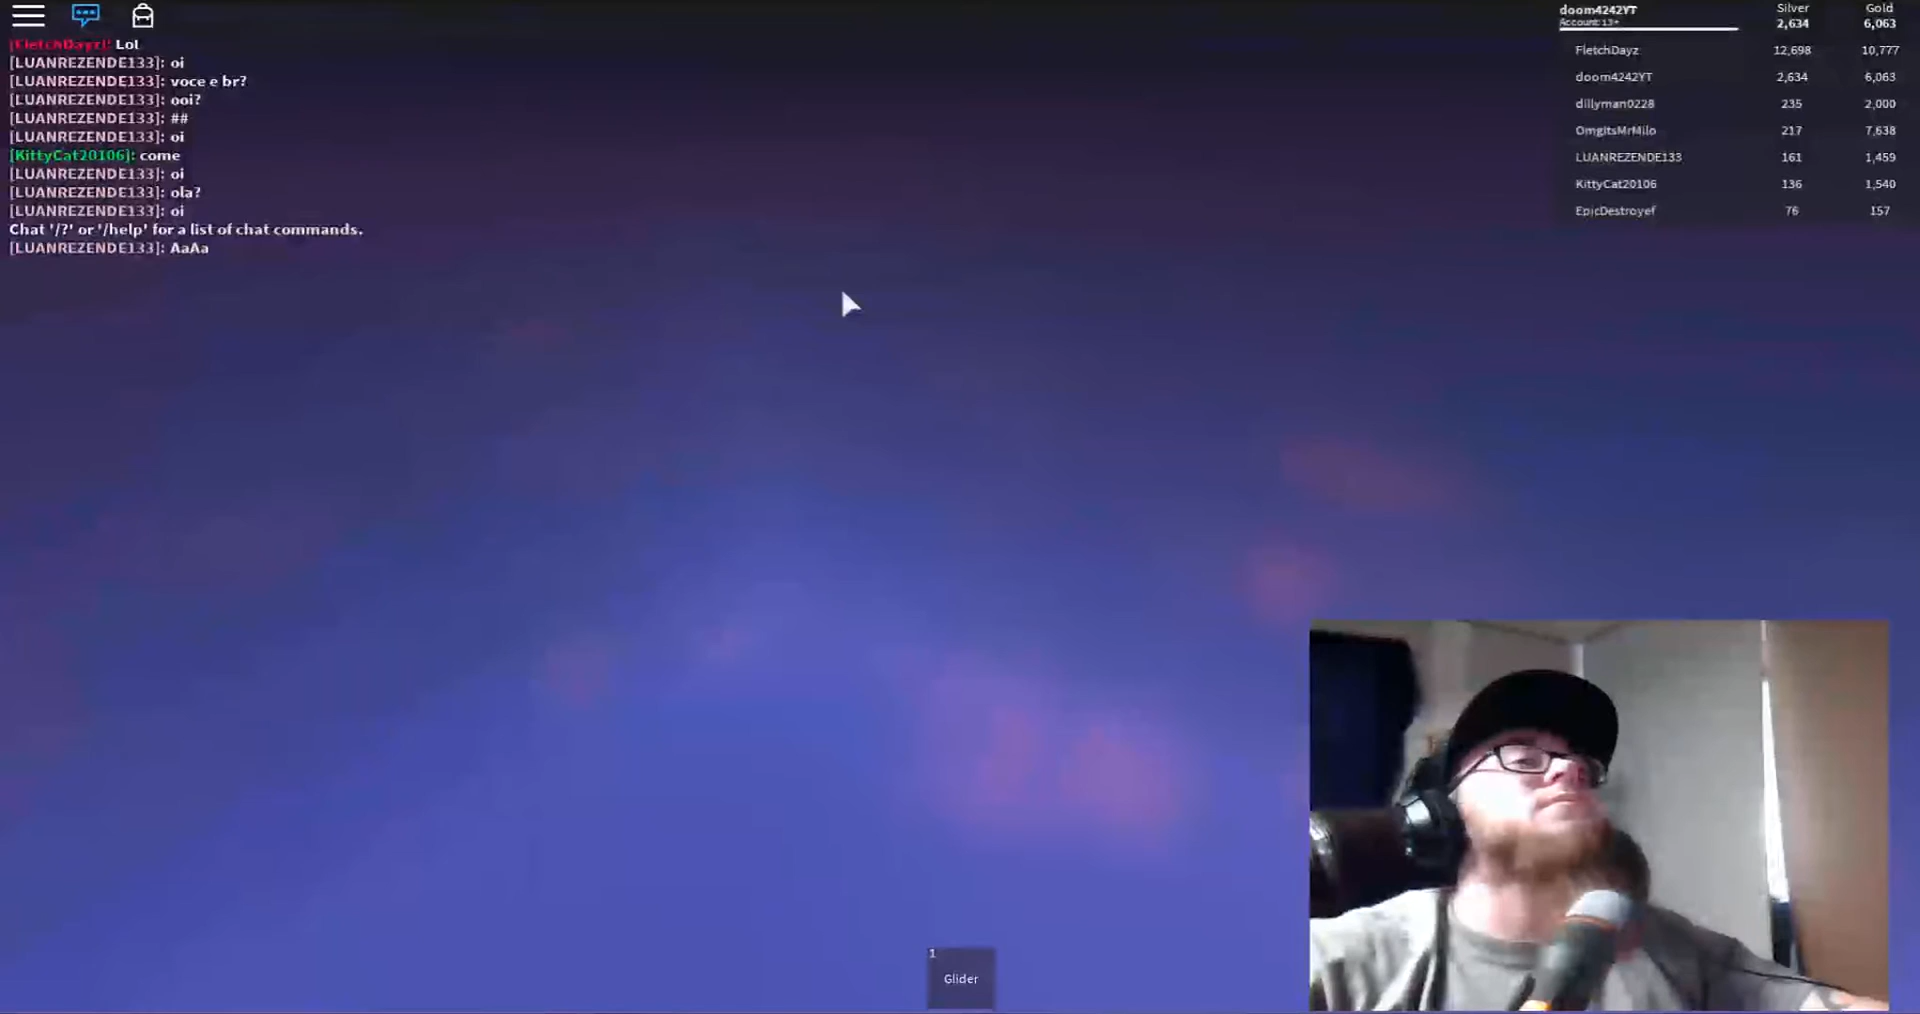 doom4242YT
Account: 13+
Silver
2,634
Gold
6,063
[FletchDayz]: Lol
[LUANREZENDE133]: oi
[LUANREZENDE133]: voce e br?
[LUANREZENDE133]: ooi?
[LUANREZENDE133]: ##
[LUANREZENDE133]: oi
[KittyCat20106]: come
[LUANREZENDE133]: oi
[LUANREZENDE133]: ola?
[LUANREZENDE133]: oi
Chat '/?' or '/help' for a list of chat commands.
[LUANREZENDE133]: AaAa
FletchDayz 12,698 10,777
doom4242YT 2,634 6,063
dillyman0228 235 2,000
OmgItsMrMilo 217 7,638
LUANREZENDE133 161 1,459
KittyCat20106 136 1,540
EpicDestroyef 76 157
1
Glider